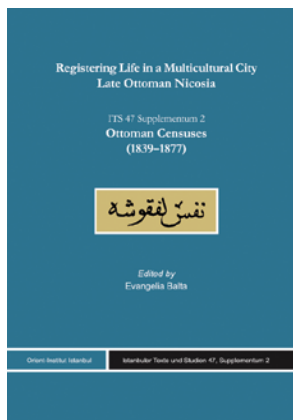 Registering Life in a Multicultural City
Late Ottoman Nicosia
ITS 47 Supplementum 2
Ottoman Censuses
(1839–1877)
نفس لفقوشه
Edited by
Evangelia Balta
Orient-Institut Istanbul
Istanbuler Texte und Studien 47, Supplementum 2